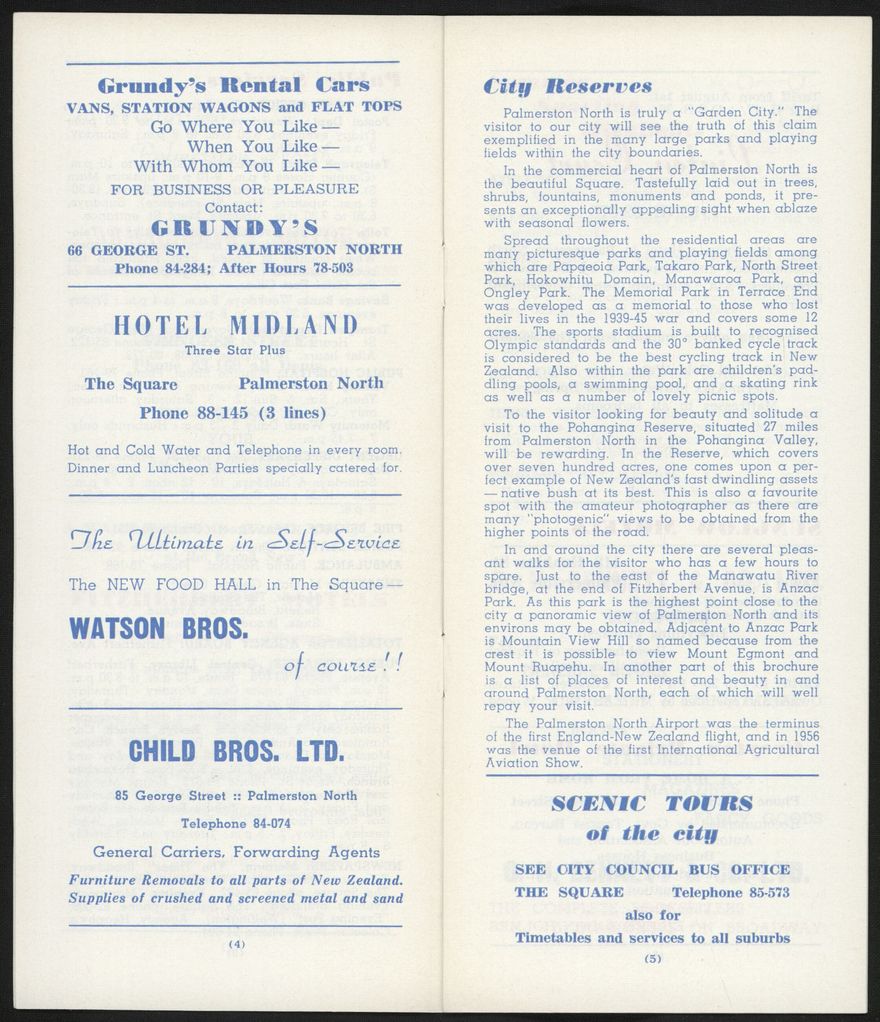 Grundy's Rental Cars
VANS, STATION WAGONS and FLAT TOPS
Go Where You Like —
When You Like —
With Whom You Like —
FOR BUSINESS OR PLEASURE
Contact:
GRUNDY'S
66 GEORGE ST. PALMERSTON NORTH
Phone 84-284; After Hours 78-503
HOTEL MIDLAND
Three Star Plus
The Square Palmerston North
Phone 88-145 (3 lines)
Hot and Cold Water and Telephone in every room.
Dinner and Luncheon Parties specially catered for.
The Ultimate in Self-Service
The NEW FOOD HALL in The Square —
WATSON BROS.
of course!!
CHILD BROS. LTD.
85 George Street :: Palmerston North
Telephone 84-074
General Carriers, Forwarding Agents
Furniture Removals to all parts of New Zealand.
Supplies of crushed and screened metal and sand
(4)
City Reserves
Palmerston North is truly a "Garden City." The
visitor to our city will see the truth of this claim
exemplified in the many large parks and playing
fields within the city boundaries.
In the commercial heart of Palmerston North is
the beautiful Square. Tastefully laid out in trees,
shrubs, fountains, monuments and ponds, it pre-
sents an exceptionally appealing sight when ablaze
with seasonal flowers.
Spread throughout the residential areas are
many picturesque parks and playing fields among
which are Papaeoia Park, Takaro Park, North Street
Park, Hokowhitu Domain, Manawaroa Park, and
Ongley Park. The Memorial Park in Terrace End
was developed as a memorial to those who lost
their lives in the 1939-45 war and covers some 12
acres. The sports stadium is built to recognised
Olympic standards and the 30° banked cycle track
is considered to be the best cycling track in New
Zealand. Also within the park are children's pad-
dling pools, a swimming pool, and a skating rink
as well as a number of lovely picnic spots.
To the visitor looking for beauty and solitude a
visit to the Pohangina Reserve, situated 27 miles
from Palmerston North in the Pohangina Valley,
will be rewarding. In the Reserve, which covers
over seven hundred acres, one comes upon a per-
fect example of New Zealand's fast dwindling assets
— native bush at its best. This is also a favourite
spot with the amateur photographer as there are
many "photogenic" views to be obtained from the
higher points of the road.
In and around the city there are several pleas-
ant walks for the visitor who has a few hours to
spare. Just to the east of the Manawatu River
bridge, at the end of Fitzherbert Avenue, is Anzac
Park. As this park is the highest point close to the
city a panoramic view of Palmerston North and its
environs may be obtained. Adjacent to Anzac Park
is Mountain View Hill so named because from the
crest it is possible to view Mount Egmont and
Mount Ruapehu. In another part of this brochure
is a list of places of interest and beauty in and
around Palmerston North, each of which will well
repay your visit.
The Palmerston North Airport was the terminus
of the first England-New Zealand flight, and in 1956
was the venue of the first International Agricultural
Aviation Show.
SCENIC TOURS
of the city
SEE CITY COUNCIL BUS OFFICE
THE SQUARE Telephone 85-573
also for
Timetables and services to all suburbs
(5)